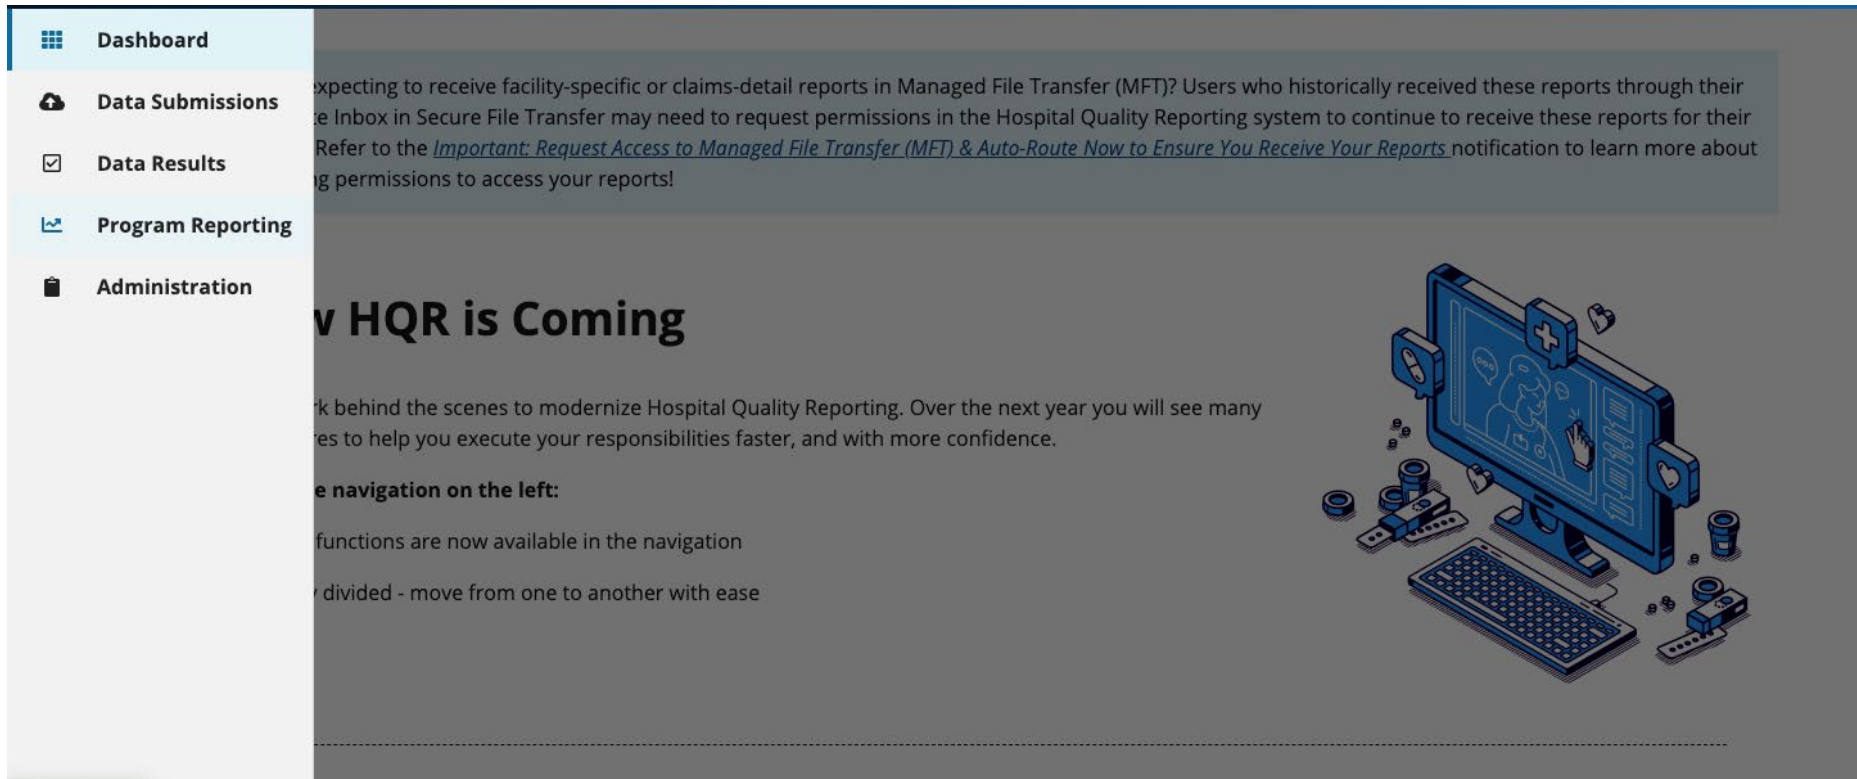 Dashboard
Data Submissions
Data Results
Program Reporting
Administration
expecting to receive facility-specific or claims-detail reports in Managed File Transfer (MFT)? Users who historically received these reports through their
e Inbox in Secure File Transfer may need to request permissions in the Hospital Quality Reporting system to continue to receive these reports for their
Refer to the Important: Request Access to Managed File Transfer (MFT) & Auto-Route Now to Ensure You Receive Your Reports notification to learn more about
g permissions to access your reports!
w HQR is Coming
k behind the scenes to modernize Hospital Quality Reporting. Over the next year you will see many
es to help you execute your responsibilities faster, and with more confidence.
e navigation on the left:
functions are now available in the navigation
divided - move from one to another with ease